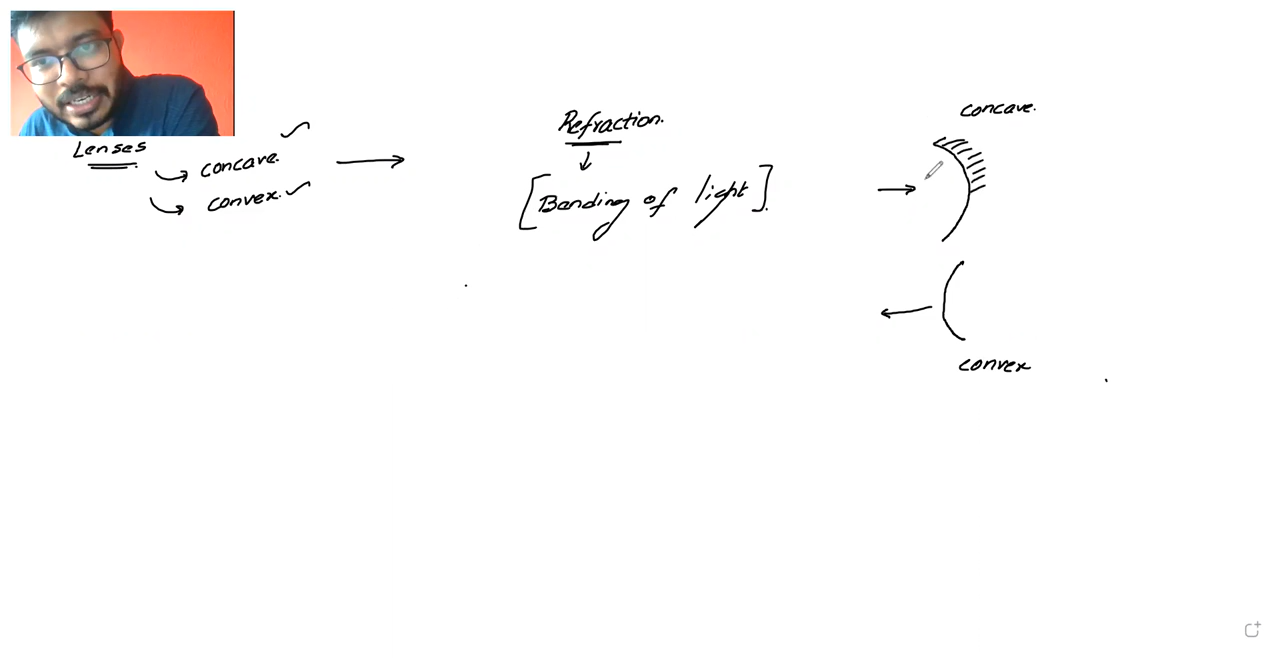 Lenses
concave.
convex.
Refraction.
[Bending of light].
concave.
convex